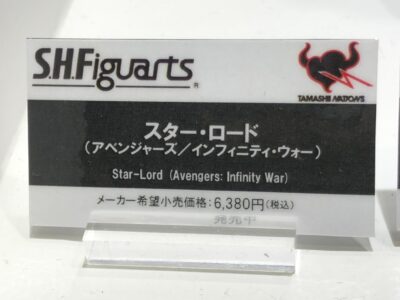 S.H.Figuarts
®
TAMASHII NATIONS
スター・ロード
(アベンジャーズ/インフィニティ・ウォー)
Star-Lord (Avengers: Infinity War)
メーカー希望小売価格:6,380円(税込)
発売中